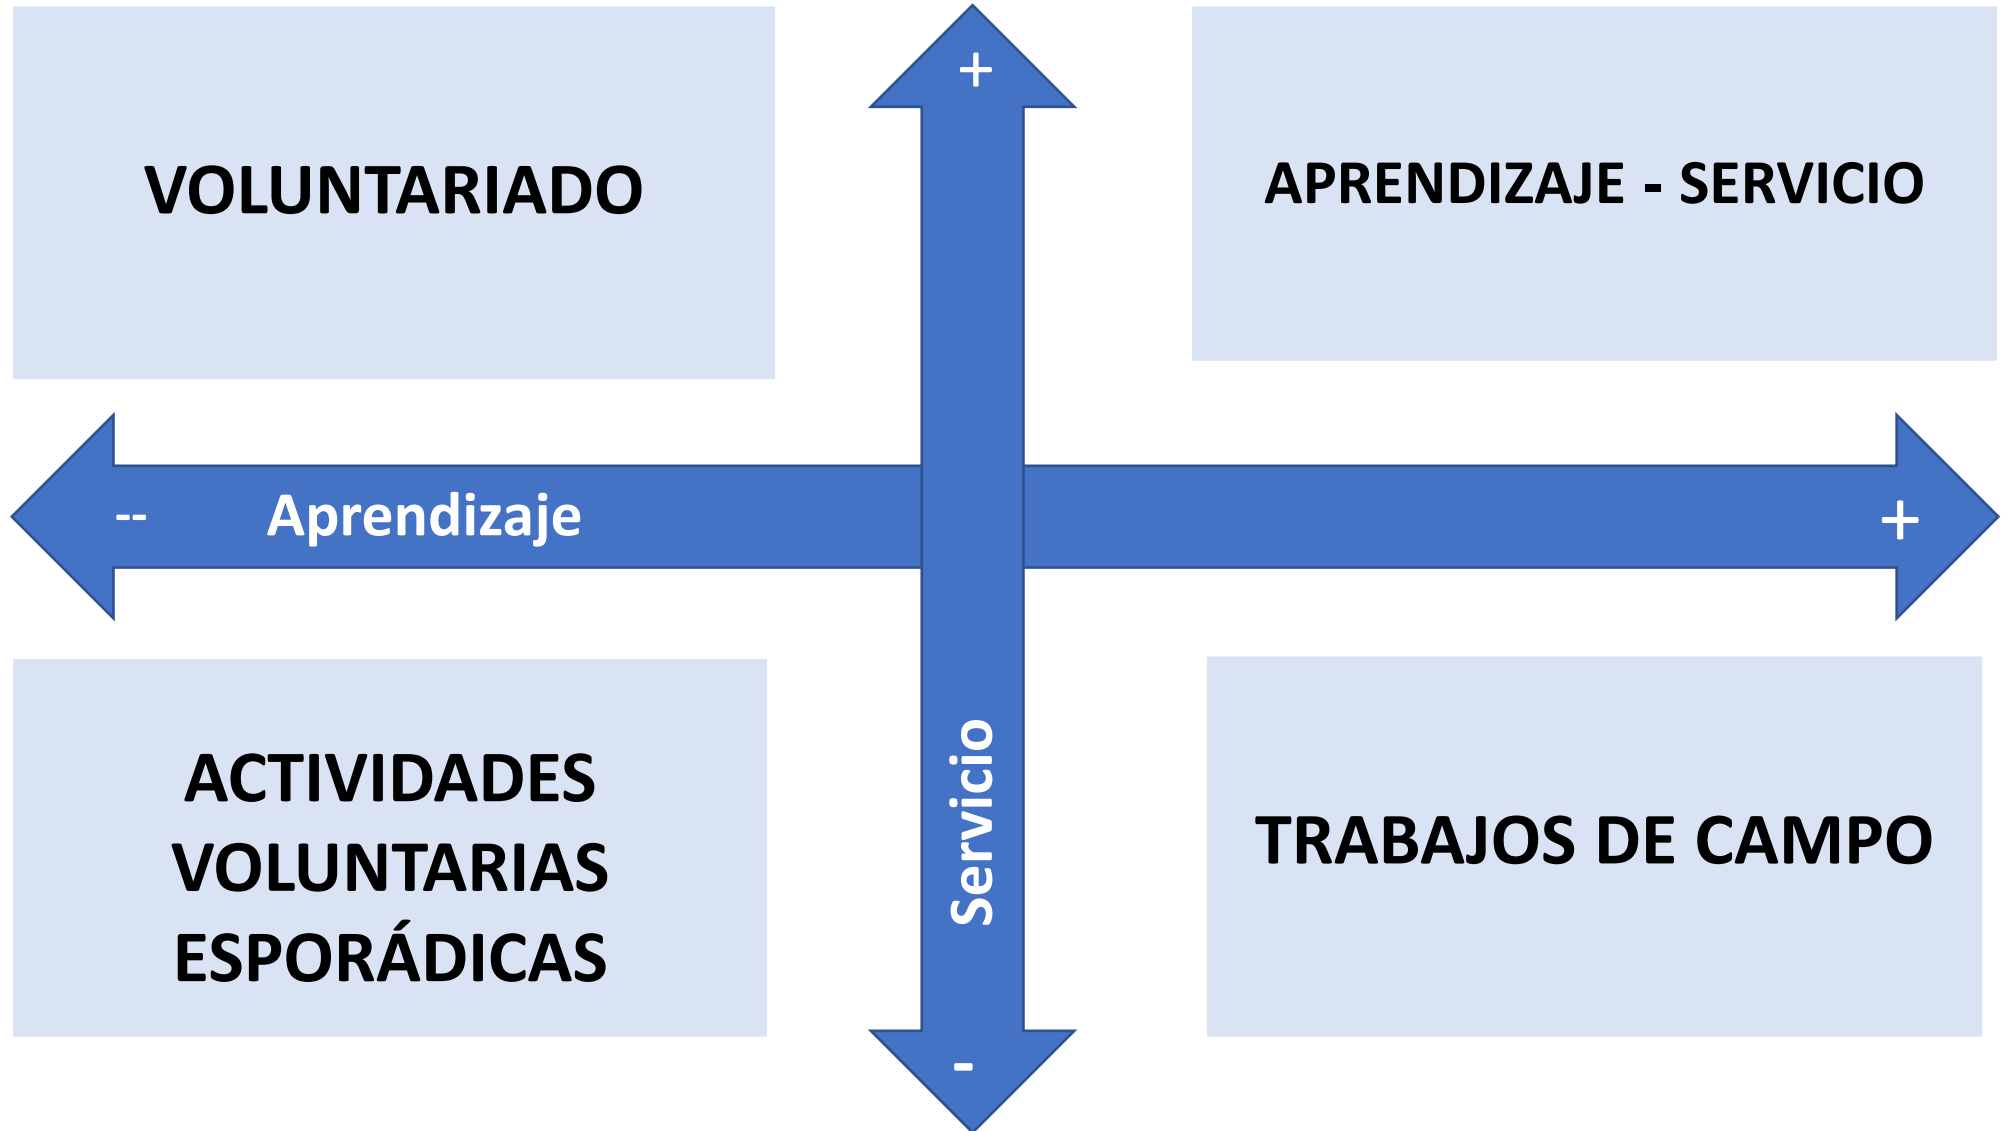 +
VOLUNTARIADO
APRENDIZAJE - SERVICIO
-- Aprendizaje
+
ACTIVIDADES
VOLUNTARIAS
ESPORÁDICAS
Servicio
TRABAJOS DE CAMPO
-